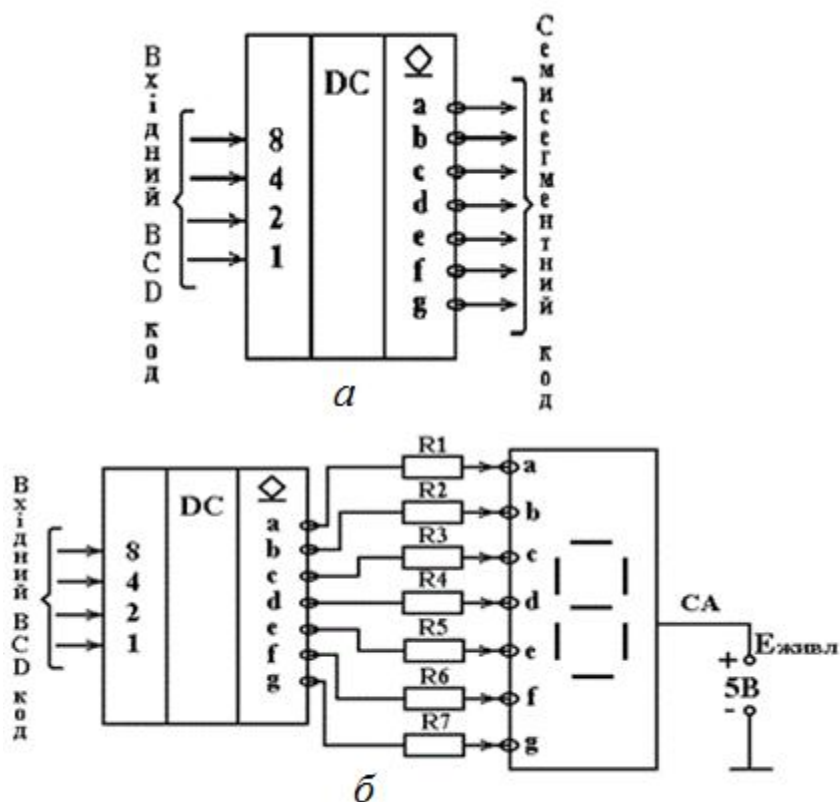 Вхідний BCD код
DC
8
4
2
1
a
b
c
d
e
f
g
Семисегментний код
а
Вхідний BCD код
DC
8
4
2
1
a
b
c
d
e
f
g
R1
R2
R3
R4
R5
R6
R7
a
b
c
d
e
f
g
CA
Eживл
+
5В
-
б